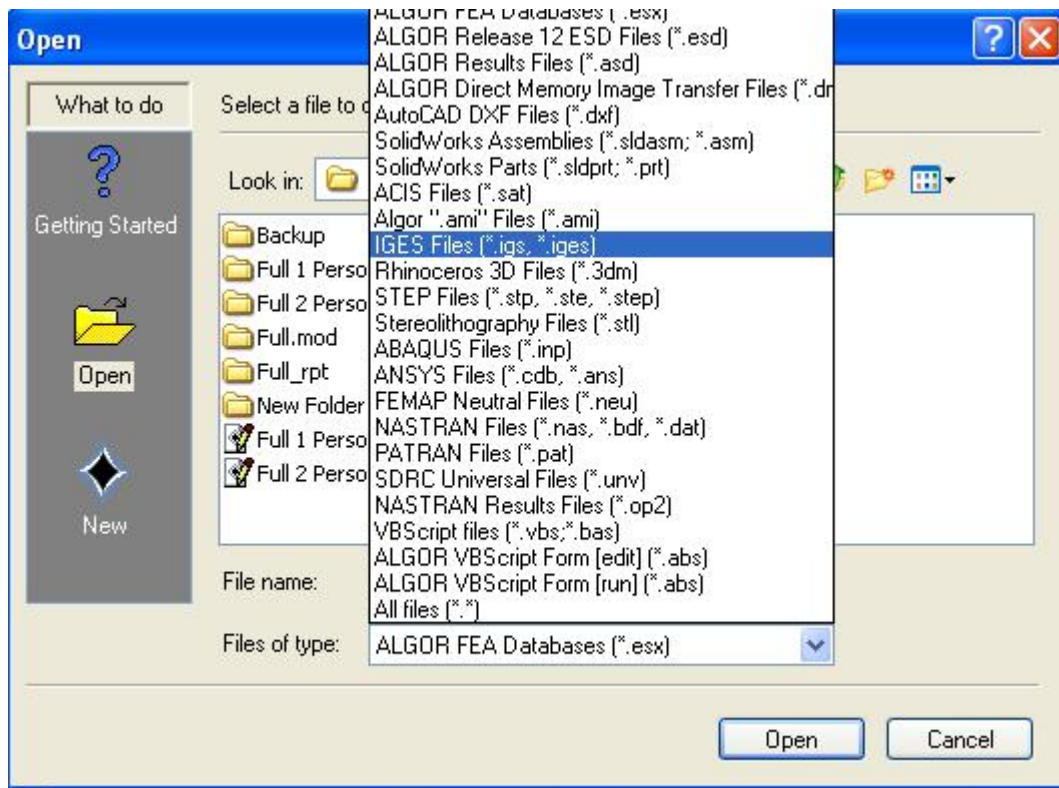 Open
What to do
Getting Started
Open
New
Select a file to
Look in:
Backup
Full 1 Perso
Full 2 Perso
Full.mod
Full_rpt
New Folder
Full 1 Perso
Full 2 Perso
ALGOR FEA Databases (*.esx)
ALGOR Release 12 ESD Files (*.esd)
ALGOR Results Files (*.asd)
ALGOR Direct Memory Image Transfer Files (*.dm
AutoCAD DXF Files (*.dxf)
SolidWorks Assemblies (*.sldasm; *.asm)
SolidWorks Parts (*.sldprt; *.prt)
ACIS Files (*.sat)
Algor ".ami" Files (*.ami)
IGES Files (*.igs, *.iges)
Rhinoceros 3D Files (*.3dm)
STEP Files (*.stp, *.ste, *.step)
Stereolithography Files (*.stl)
ABAQUS Files (*.inp)
ANSYS Files (*.cdb, *.ans)
FEMAP Neutral Files (*.neu)
NASTRAN Files (*.nas, *.bdf, *.dat)
PATRAN Files (*.pat)
SDRC Universal Files (*.unv)
NASTRAN Results Files (*.op2)
VBScript files (*.vbs;*.bas)
ALGOR VBScript Form [edit] (*.abs)
ALGOR VBScript Form [run] (*.abs)
All files (*.*)
File name:
Files of type:
ALGOR FEA Databases (*.esx)
Open
Cancel